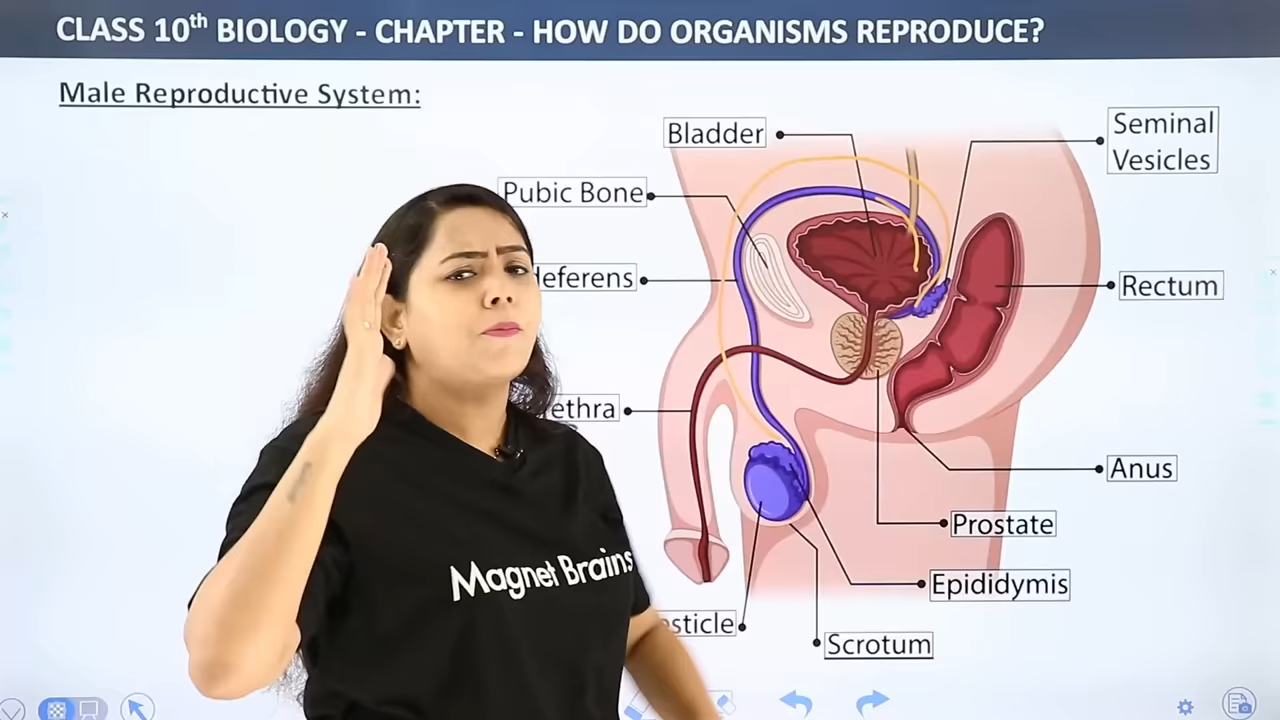 CLASS 10th BIOLOGY - CHAPTER - HOW DO ORGANISMS REPRODUCE?
Male Reproductive System:
Bladder
Seminal
Vesicles
Pubic Bone
deferens
Rectum
ethra
Anus
Prostate
Magnet Brains
Epididymis
sticle
Scrotum